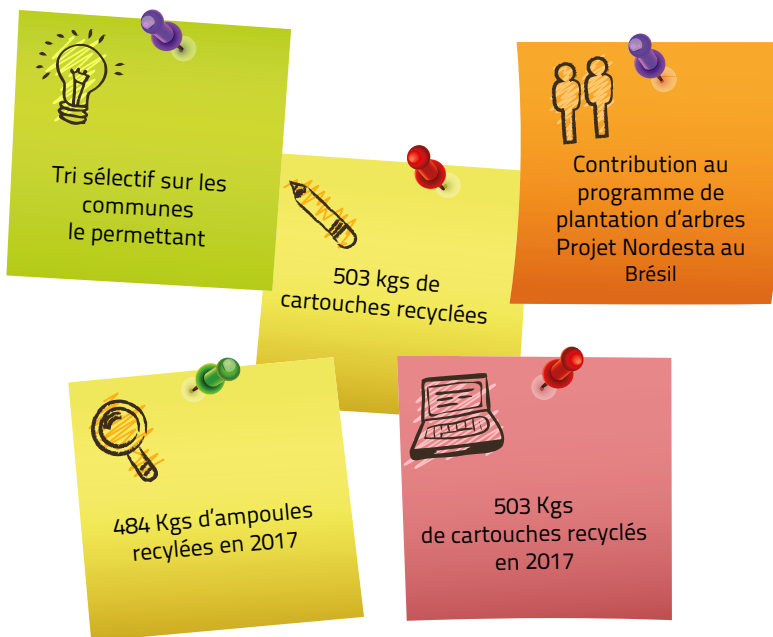 Tri sélectif sur les
communes
le permettant
Contribution au
programme de
plantation d'arbres
Projet Nordesta au
Brésil
503 kgs de
cartouches recyclées
484 Kgs d'ampoules
recylées en 2017
503 Kgs
de cartouches recyclés
en 2017